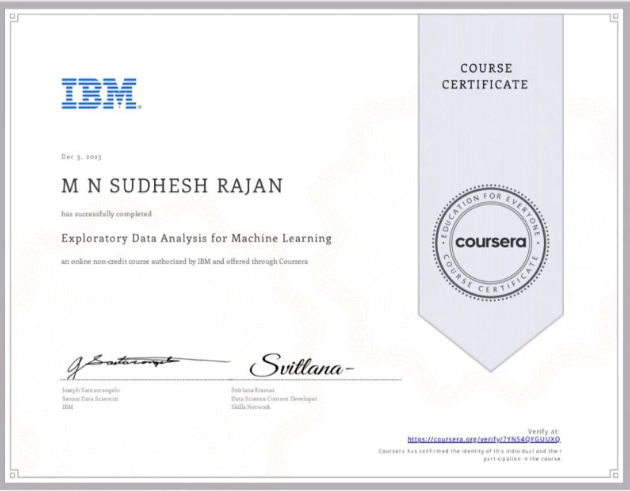 IBM
COURSE
CERTIFICATE
Dec 3, 2023
M N SUDHESH RAJAN
has successfully completed
Exploratory Data Analysis for Machine Learning
an online non-credit course authorized by IBM and offered through Coursera
EDUCATION FOR EVERYONE
coursera
COURSE CERTIFICATE
Svitlana
Joseph Santarcangelo
Senior Data Scientist
IBM
Svitlana Kramar
Data Science Content Developer
Skills Network
Verify at:
https://coursera.org/verify/7YNS4QYGUUXQ
Coursera has confirmed the identity of this individual and their
participation in the course.